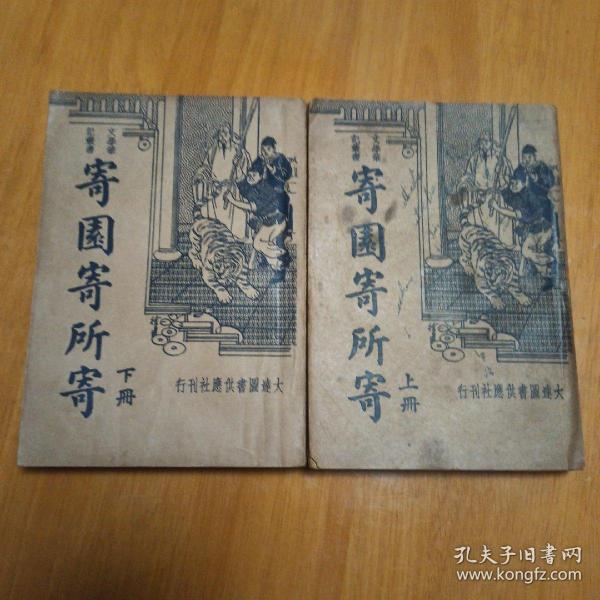 寄園寄所寄
下冊
大達圖書供應社刊行
寄園寄所寄
上冊
大達圖書供應社刊行
孔夫子旧书网
www.kongfz.com